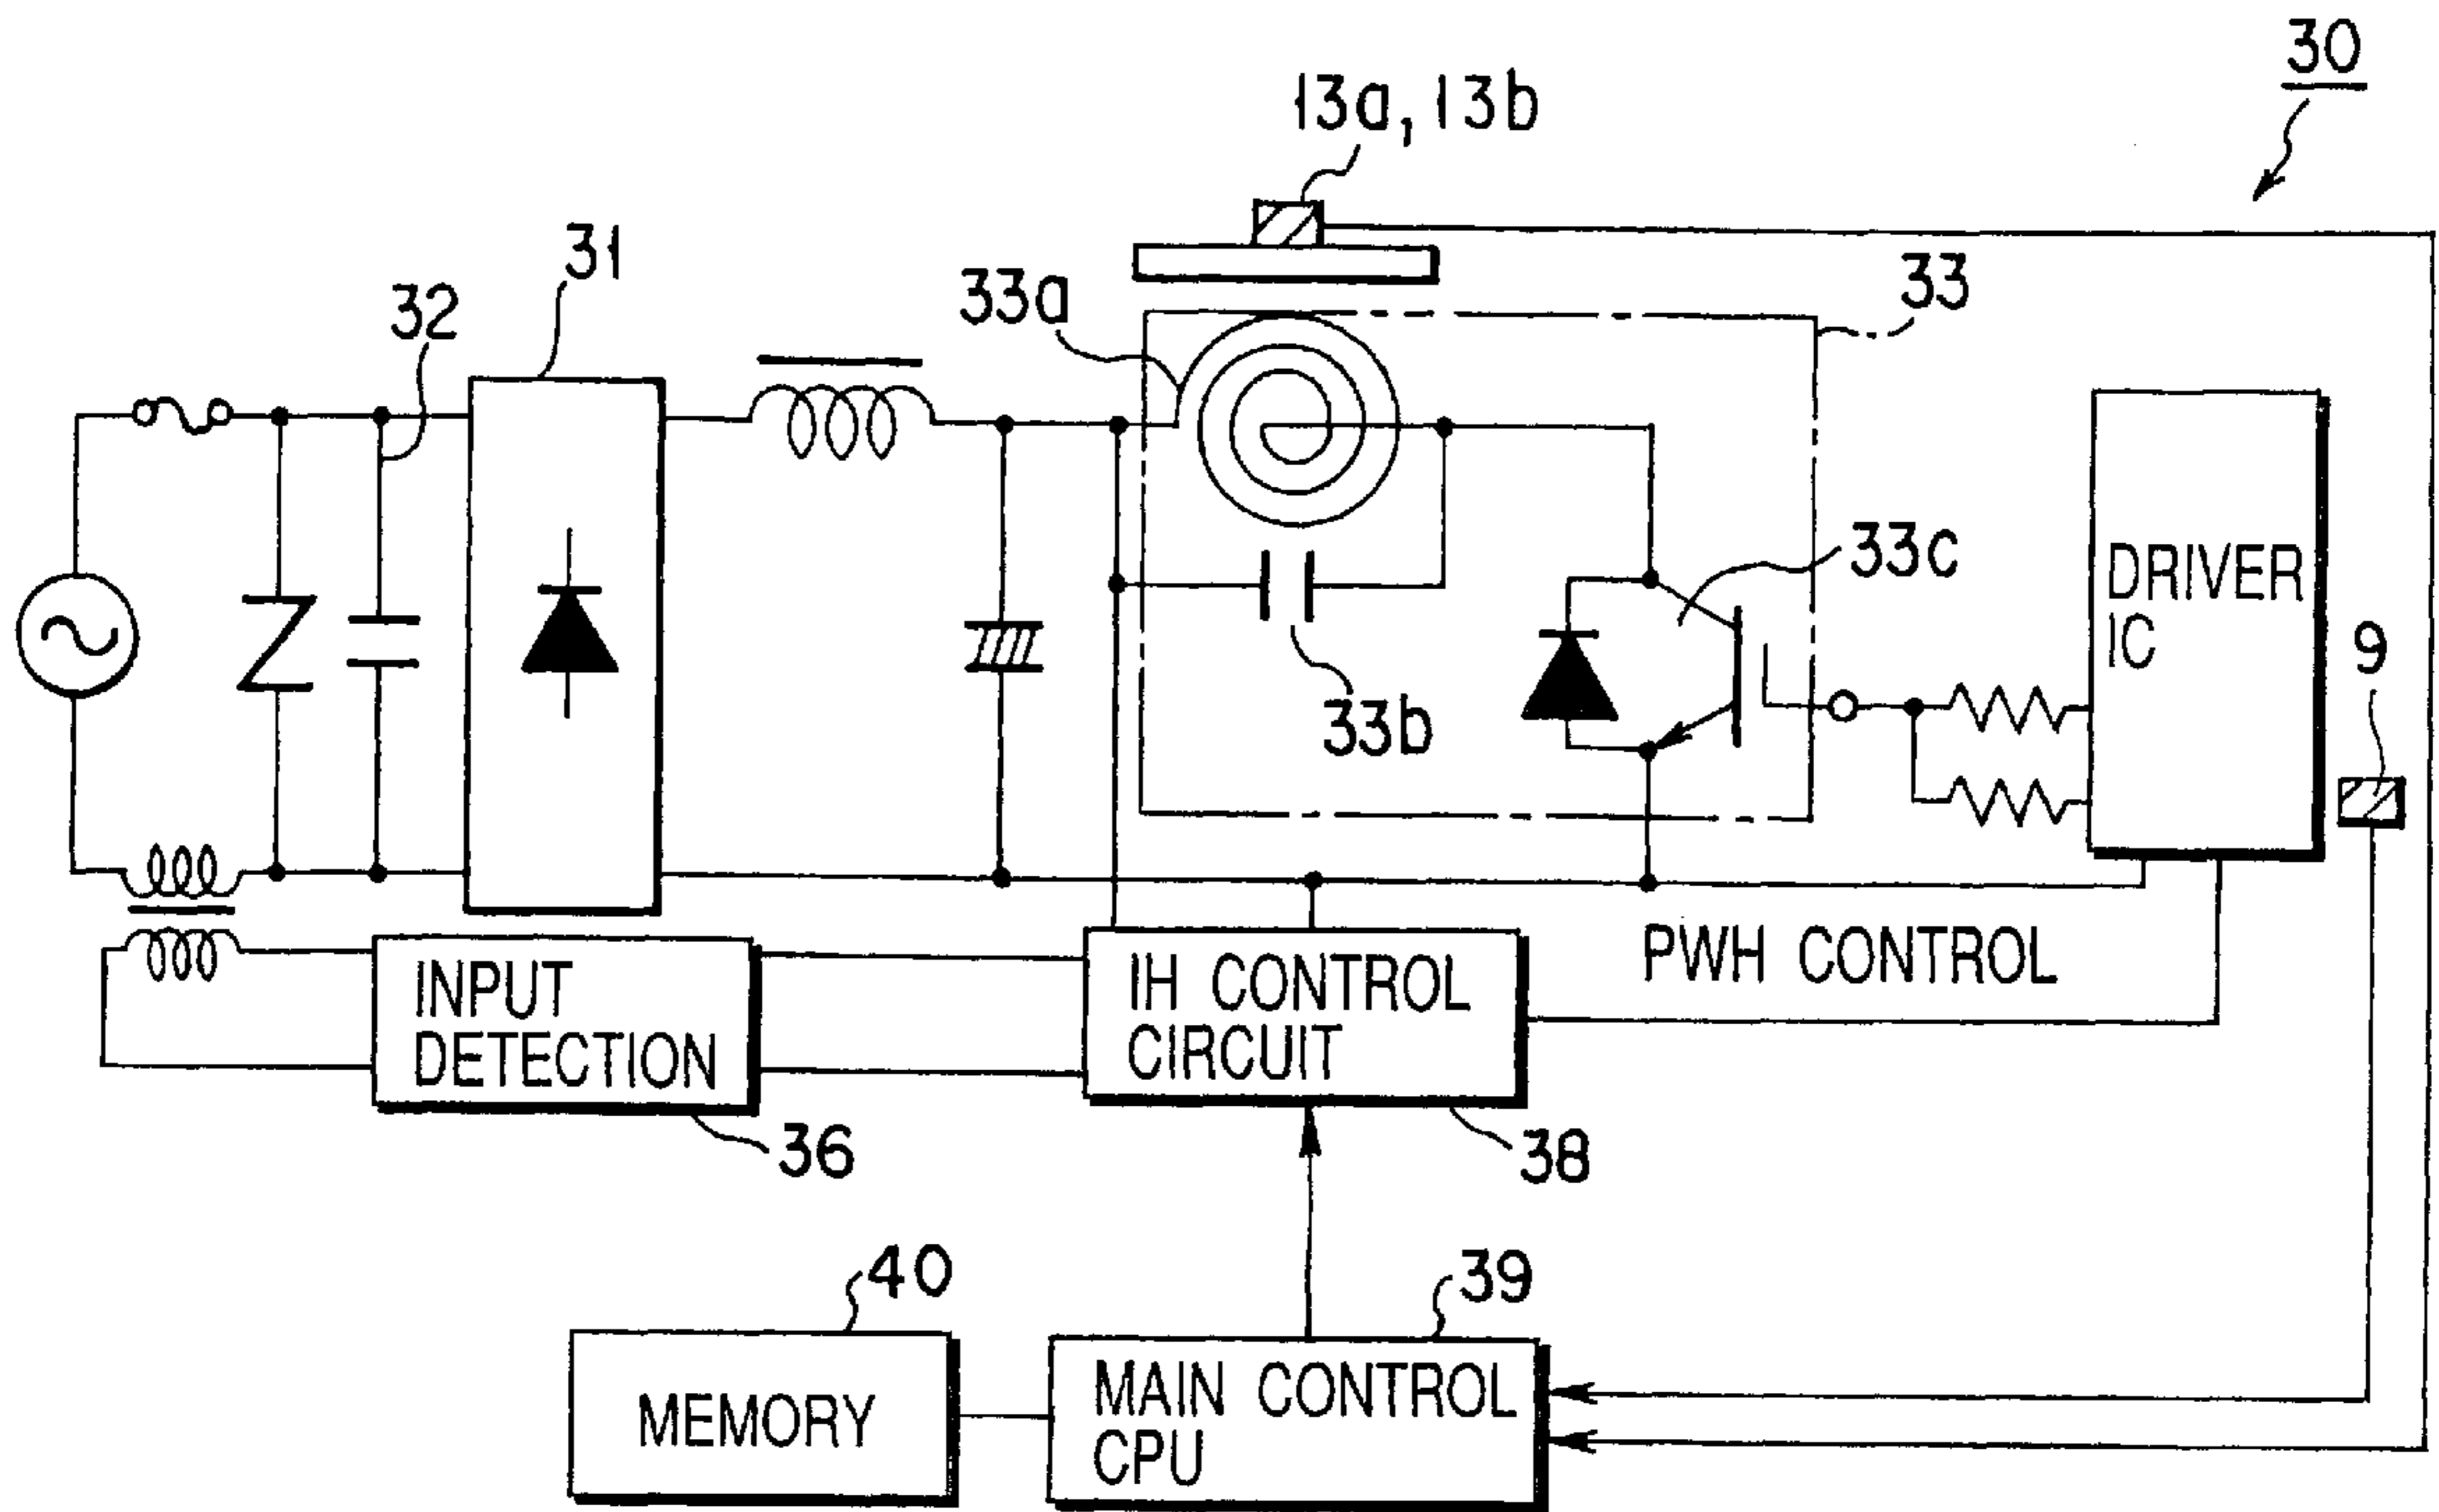 30
13a, 13b
31
33
33a
32
33c
DRIVER
IC
9
33b
PWH CONTROL
INPUT
DETECTION
IH CONTROL
CIRCUIT
36
38
40
39
MEMORY
MAIN CONTROL
CPU